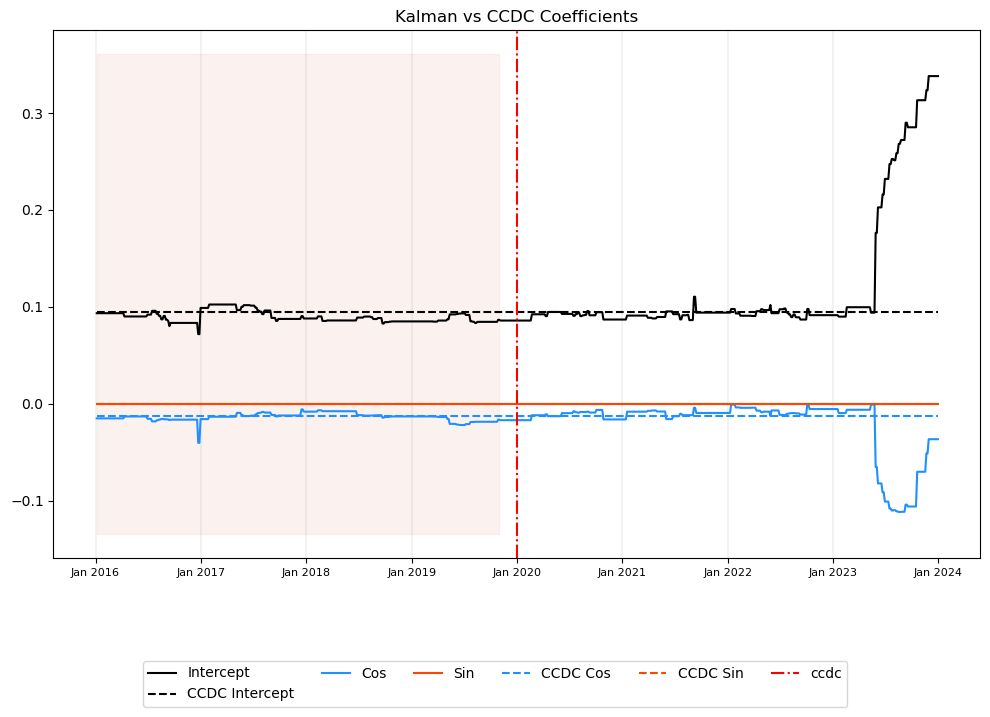 Kalman vs CCDC Coefficients
0.3
0.2
0.1
0.0
−0.1
Jan 2016 Jan 2017 Jan 2018 Jan 2019 Jan 2020 Jan 2021 Jan 2022 Jan 2023 Jan 2024
Intercept Cos Sin CCDC Cos CCDC Sin ccdc
CCDC Intercept